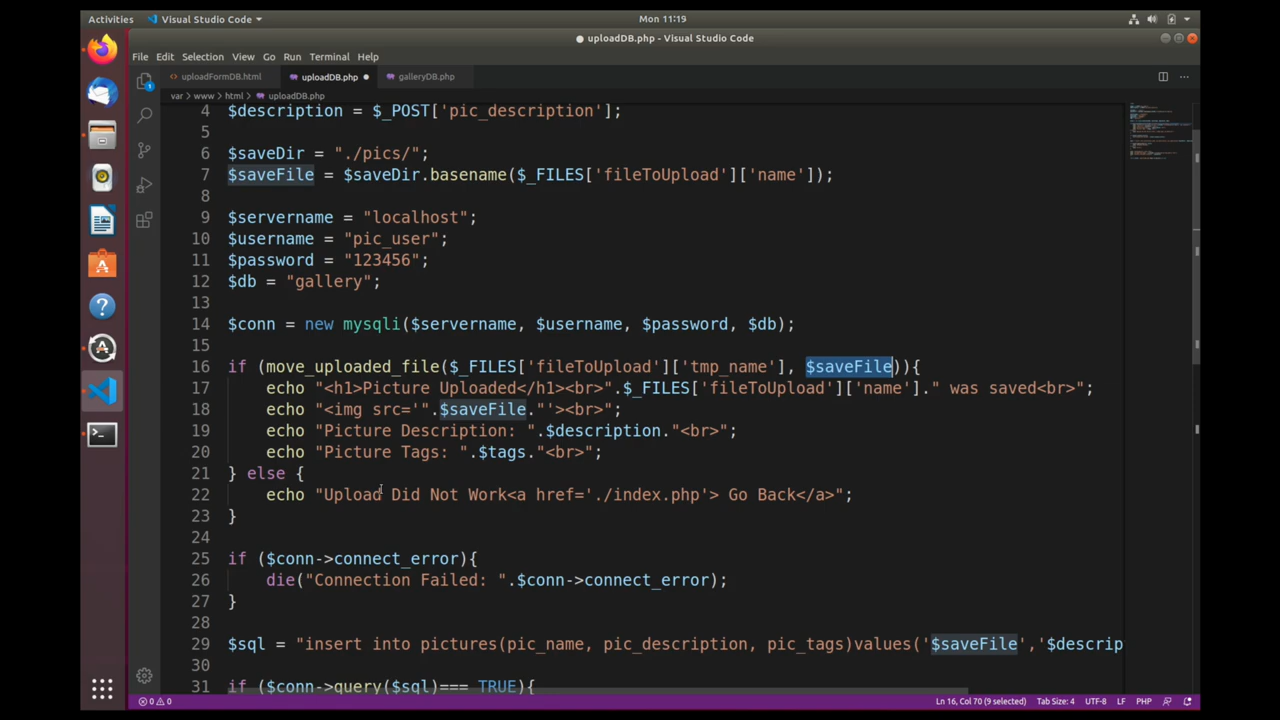 Activities
Visual Studio Code
Mon 11:19
uploadDB.php - Visual Studio Code
File Edit Selection View Go Run Terminal Help
uploadFormDB.html
uploadDB.php
galleryDB.php
var > www > html > uploadDB.php
4 $description = $_POST['pic_description'];
5
6 $saveDir = "./pics/";
7 $saveFile = $saveDir.basename($_FILES['fileToUpload']['name']);
8
9 $servername = "localhost";
10 $username = "pic_user";
11 $password = "123456";
12 $db = "gallery";
13
14 $conn = new mysqli($servername, $username, $password, $db);
15
16 if (move_uploaded_file($_FILES['fileToUpload']['tmp_name'], $saveFile)){
17 echo "<h1>Picture Uploaded</h1><br>".$_FILES['fileToUpload']['name']." was saved<br>";
18 echo "<img src='".$saveFile."'><br>";
19 echo "Picture Description: ".$description."<br>";
20 echo "Picture Tags: ".$tags."<br>";
21 } else {
22 echo "Upload Did Not Work<a href='./index.php'> Go Back</a>";
23 }
24
25 if ($conn->connect_error){
26 die("Connection Failed: ".$conn->connect_error);
27 }
28
29 $sql = "insert into pictures(pic_name, pic_description, pic_tags)values('$saveFile','$descrip
30
31 if ($conn->query($sql)=== TRUE){
0 0 Ln 16, Col 70 (9 selected) Tab Size: 4 UTF-8 LF PHP